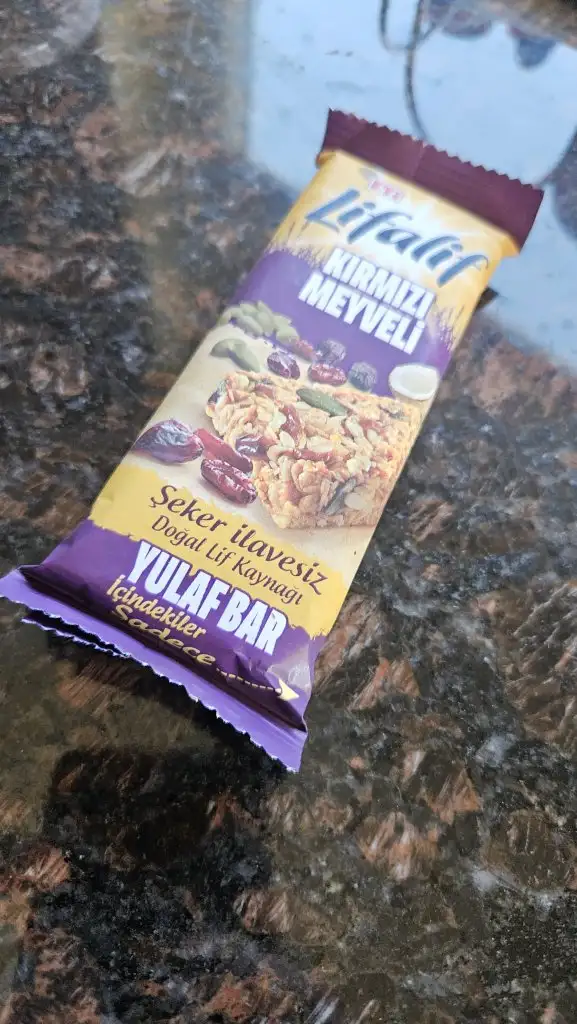 ETİ
Lifalif
KIRMIZI
MEYVELİ
Şeker ilavesiz
Doğal Lif Kaynağı
YULAF BAR
İçindekiler
Sadece........